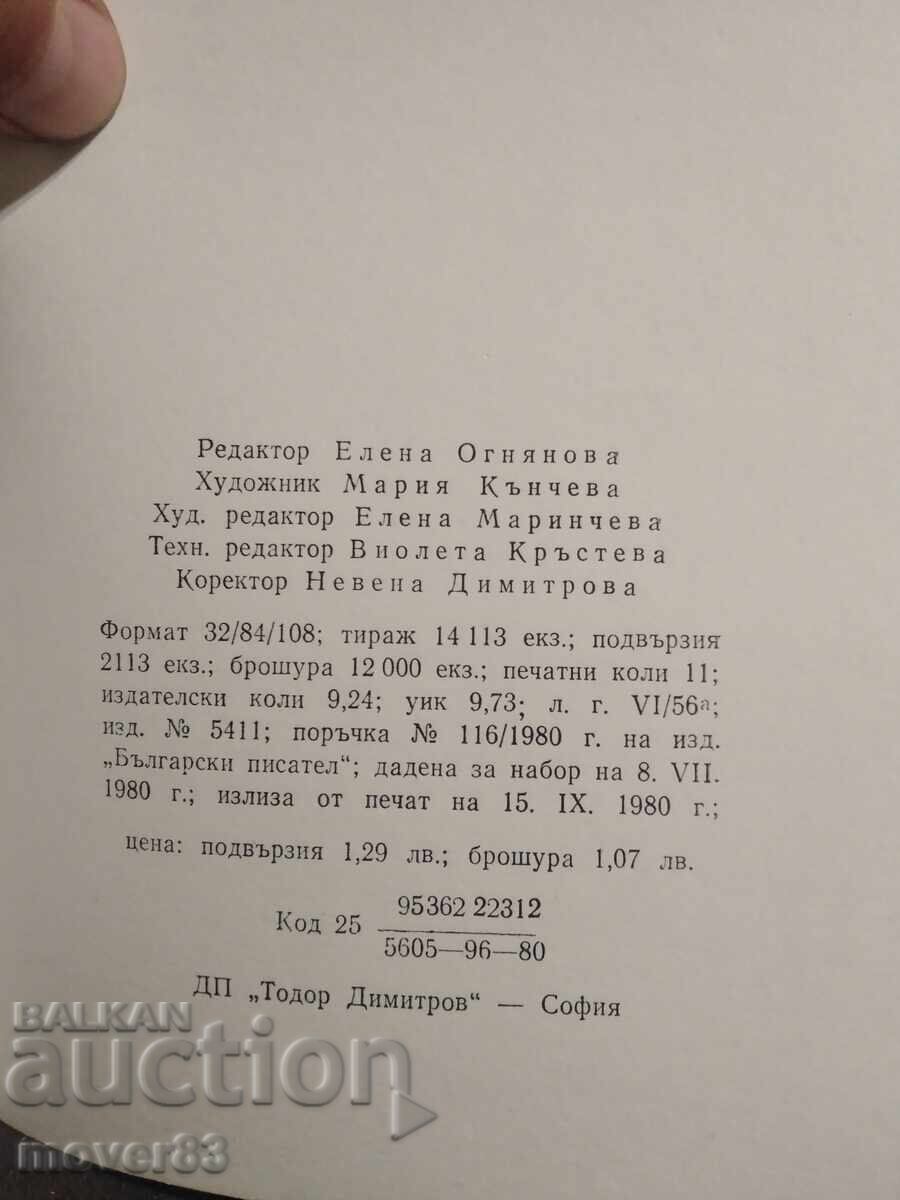 Редактор Елена Огнянова
Художник Мария Кънчева
Худ. редактор Елена Маринчева
Техн. редактор Виолета Кръстева
Коректор Невена Димитрова
Формат 32/84/108; тираж 14 113 екз.; подвързия
2113 екз.; брошура 12 000 екз.; печатни коли 11;
издателски коли 9,24; уик 9,73; л. г. VI/56а;
изд. № 5411; поръчка № 116/1980 г. на изд.
„Български писател“; дадена за набор на 8. VII.
1980 г.; излиза от печат на 15. IX. 1980 г.;
цена: подвързия 1,29 лв.; брошура 1,07 лв.
Код 25 95362 22312
5605—96—80
ДП „Тодор Димитров“ — София
BALKAN
auction
mover83